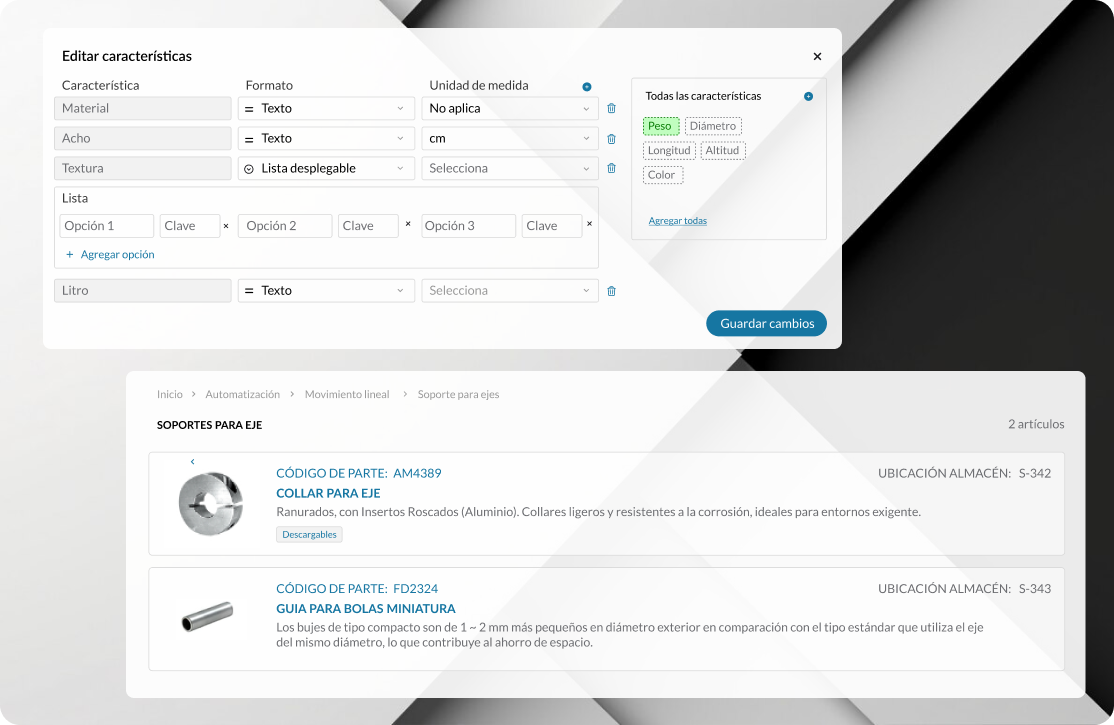 Editar características
Característica Formato Unidad de medida
Material Texto No aplica
Acho Texto cm
Textura Lista desplegable Selecciona
Lista
Opción 1 Clave × Opción 2 Clave × Opción 3 Clave ×
+ Agregar opción
Litro Texto Selecciona
Todas las características
Peso Diámetro
Longitud Altitud
Color
Agregar todas
Guardar cambios
Inicio > Automatización > Movimiento lineal > Soporte para ejes
SOPORTES PARA EJE 2 artículos
CÓDIGO DE PARTE: AM4389 UBICACIÓN ALMACÉN: S-342
COLLAR PARA EJE
Ranurados, con Insertos Roscados (Aluminio). Collares ligeros y resistentes a la corrosión, ideales para entornos exigente.
Descargables
CÓDIGO DE PARTE: FD2324 UBICACIÓN ALMACÉN: S-343
GUIA PARA BOLAS MINIATURA
Los bujes de tipo compacto son de 1 ~ 2 mm más pequeños en diámetro exterior en comparación con el tipo estándar que utiliza el eje
del mismo diámetro, lo que contribuye al ahorro de espacio.